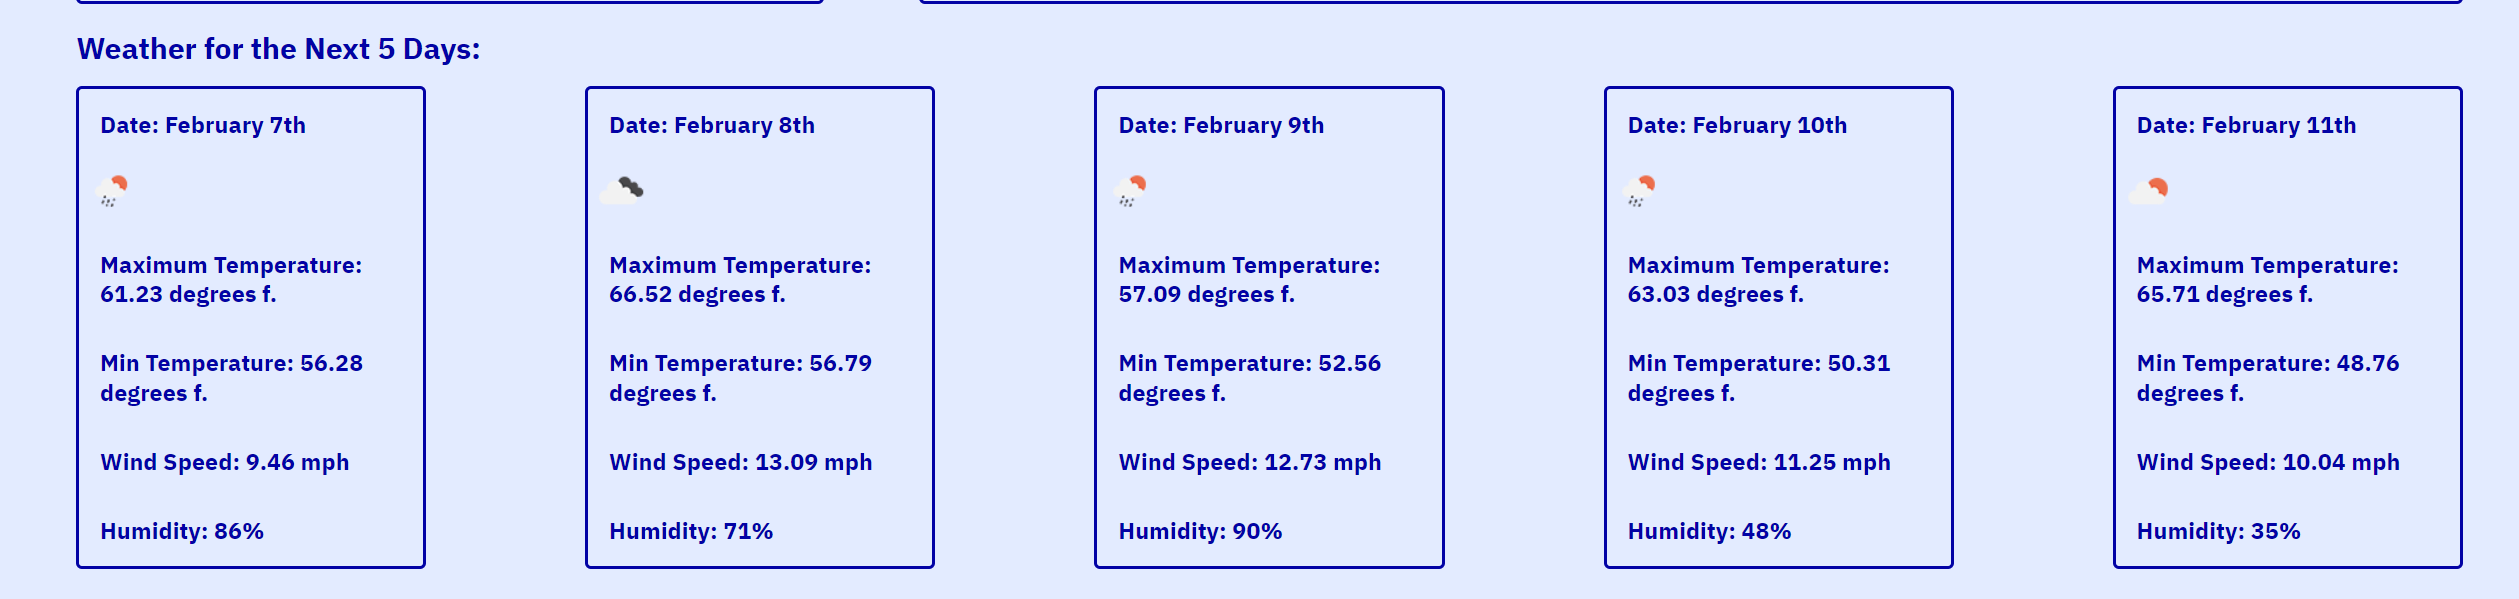 Weather for the Next 5 Days:
Date: February 7th
Maximum Temperature:
61.23 degrees f.
Min Temperature: 56.28
degrees f.
Wind Speed: 9.46 mph
Humidity: 86%
Date: February 8th
Maximum Temperature:
66.52 degrees f.
Min Temperature: 56.79
degrees f.
Wind Speed: 13.09 mph
Humidity: 71%
Date: February 9th
Maximum Temperature:
57.09 degrees f.
Min Temperature: 52.56
degrees f.
Wind Speed: 12.73 mph
Humidity: 90%
Date: February 10th
Maximum Temperature:
63.03 degrees f.
Min Temperature: 50.31
degrees f.
Wind Speed: 11.25 mph
Humidity: 48%
Date: February 11th
Maximum Temperature:
65.71 degrees f.
Min Temperature: 48.76
degrees f.
Wind Speed: 10.04 mph
Humidity: 35%